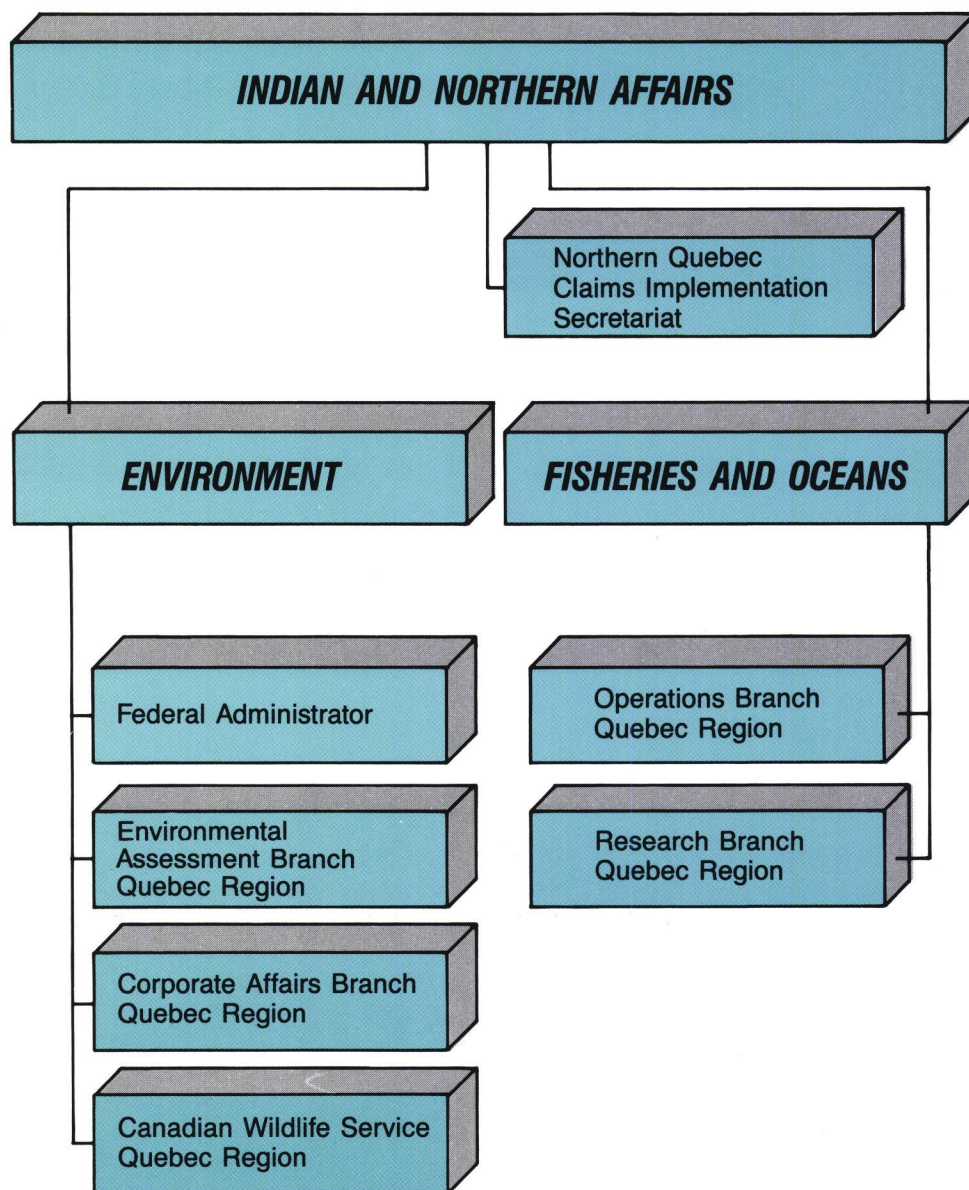 INDIAN AND NORTHERN AFFAIRS
Northern Quebec
Claims Implementation
Secretariat
ENVIRONMENT
FISHERIES AND OCEANS
Federal Administrator
Environmental
Assessment Branch
Quebec Region
Corporate Affairs Branch
Quebec Region
Canadian Wildlife Service
Quebec Region
Operations Branch
Quebec Region
Research Branch
Quebec Region